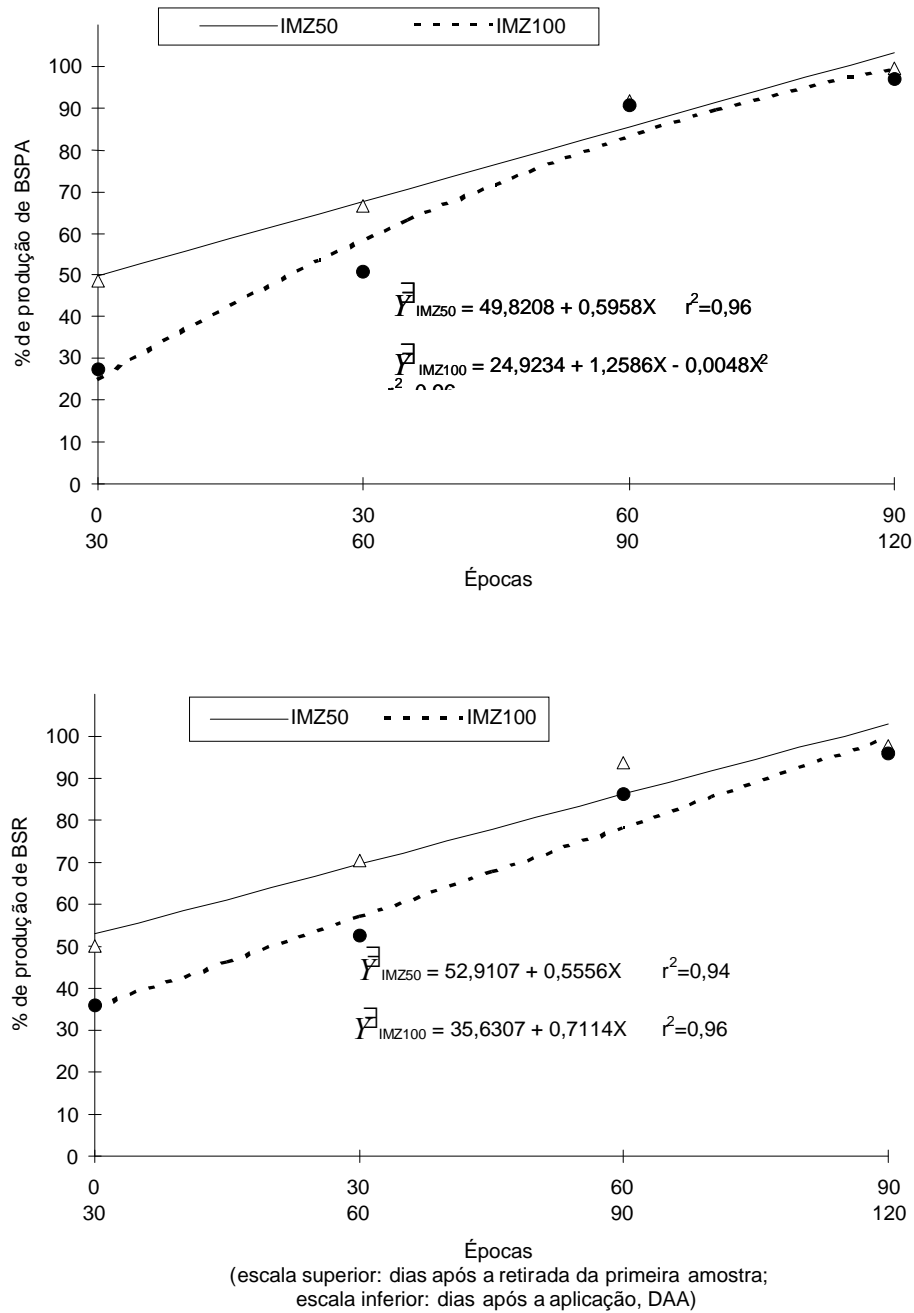 IMZ50 IMZ100
100
90
80
70
60
50
40
30
20
10
0
% de produção de BSPA
Y IMZ50 = 49,8208 + 0,5958X r²=0,96
Y IMZ100 = 24,9234 + 1,2586X - 0,0048X²
0 30 60 90
30 60 90 120
Épocas
IMZ50 IMZ100
100
90
80
70
60
50
40
30
20
10
0
% de produção de BSR
Y IMZ50 = 52,9107 + 0,5556X r²=0,94
Y IMZ100 = 35,6307 + 0,7114X r²=0,96
0 30 60 90
30 60 90 120
Épocas
(escala superior: dias após a retirada da primeira amostra;
escala inferior: dias após a aplicação, DAA)